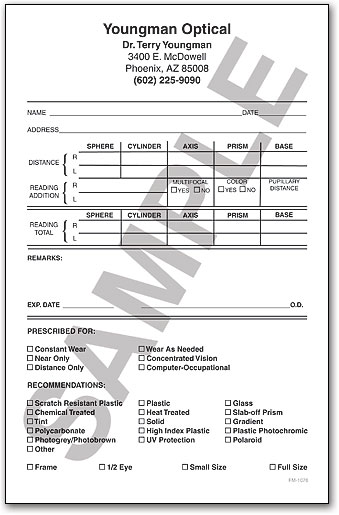 Youngman Optical
Dr. Terry Youngman
3400 E. McDowell
Phoenix, AZ 85008
(602) 225-9090
NAME DATE
ADDRESS
SPHERE CYLINDER AXIS PRISM BASE
DISTANCE { R
L
READING ADDITION { R MULTIFOCAL ☐ YES ☐ NO COLOR ☐ YES ☐ NO PUPILLARY DISTANCE
L
SPHERE CYLINDER AXIS PRISM BASE
READING TOTAL { R
L
REMARKS:
EXP. DATE O.D.
PRESCRIBED FOR:
☐ Constant Wear ☐ Wear As Needed
☐ Near Only ☐ Concentrated Vision
☐ Distance Only ☐ Computer-Occupational
RECOMMENDATIONS:
☐ Scratch Resistant Plastic ☐ Plastic ☐ Glass
☐ Chemical Treated ☐ Heat Treated ☐ Slab-off Prism
☐ Tint ☐ Solid ☐ Gradient
☐ Polycarbonate ☐ High Index Plastic ☐ Plastic Photochromic
☐ Photogrey/Photobrown ☐ UV Protection ☐ Polaroid
☐ Other
☐ Frame ☐ 1/2 Eye ☐ Small Size ☐ Full Size
SAMPLE